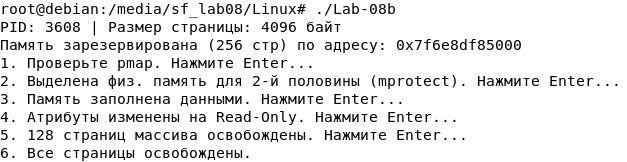 root@debian:/media/sf_lab08/Linux# ./Lab-08b
PID: 3608 | Размер страницы: 4096 байт
Память зарезервирована (256 стр) по адресу: 0x7f6e8df85000
1. Проверьте pmap. Нажмите Enter...
2. Выделена физ. память для 2-й половины (mprotect). Нажмите Enter...
3. Память заполнена данными. Нажмите Enter...
4. Атрибуты изменены на Read-Only. Нажмите Enter...
5. 128 страниц массива освобождены. Нажмите Enter...
6. Все страницы освобождены.